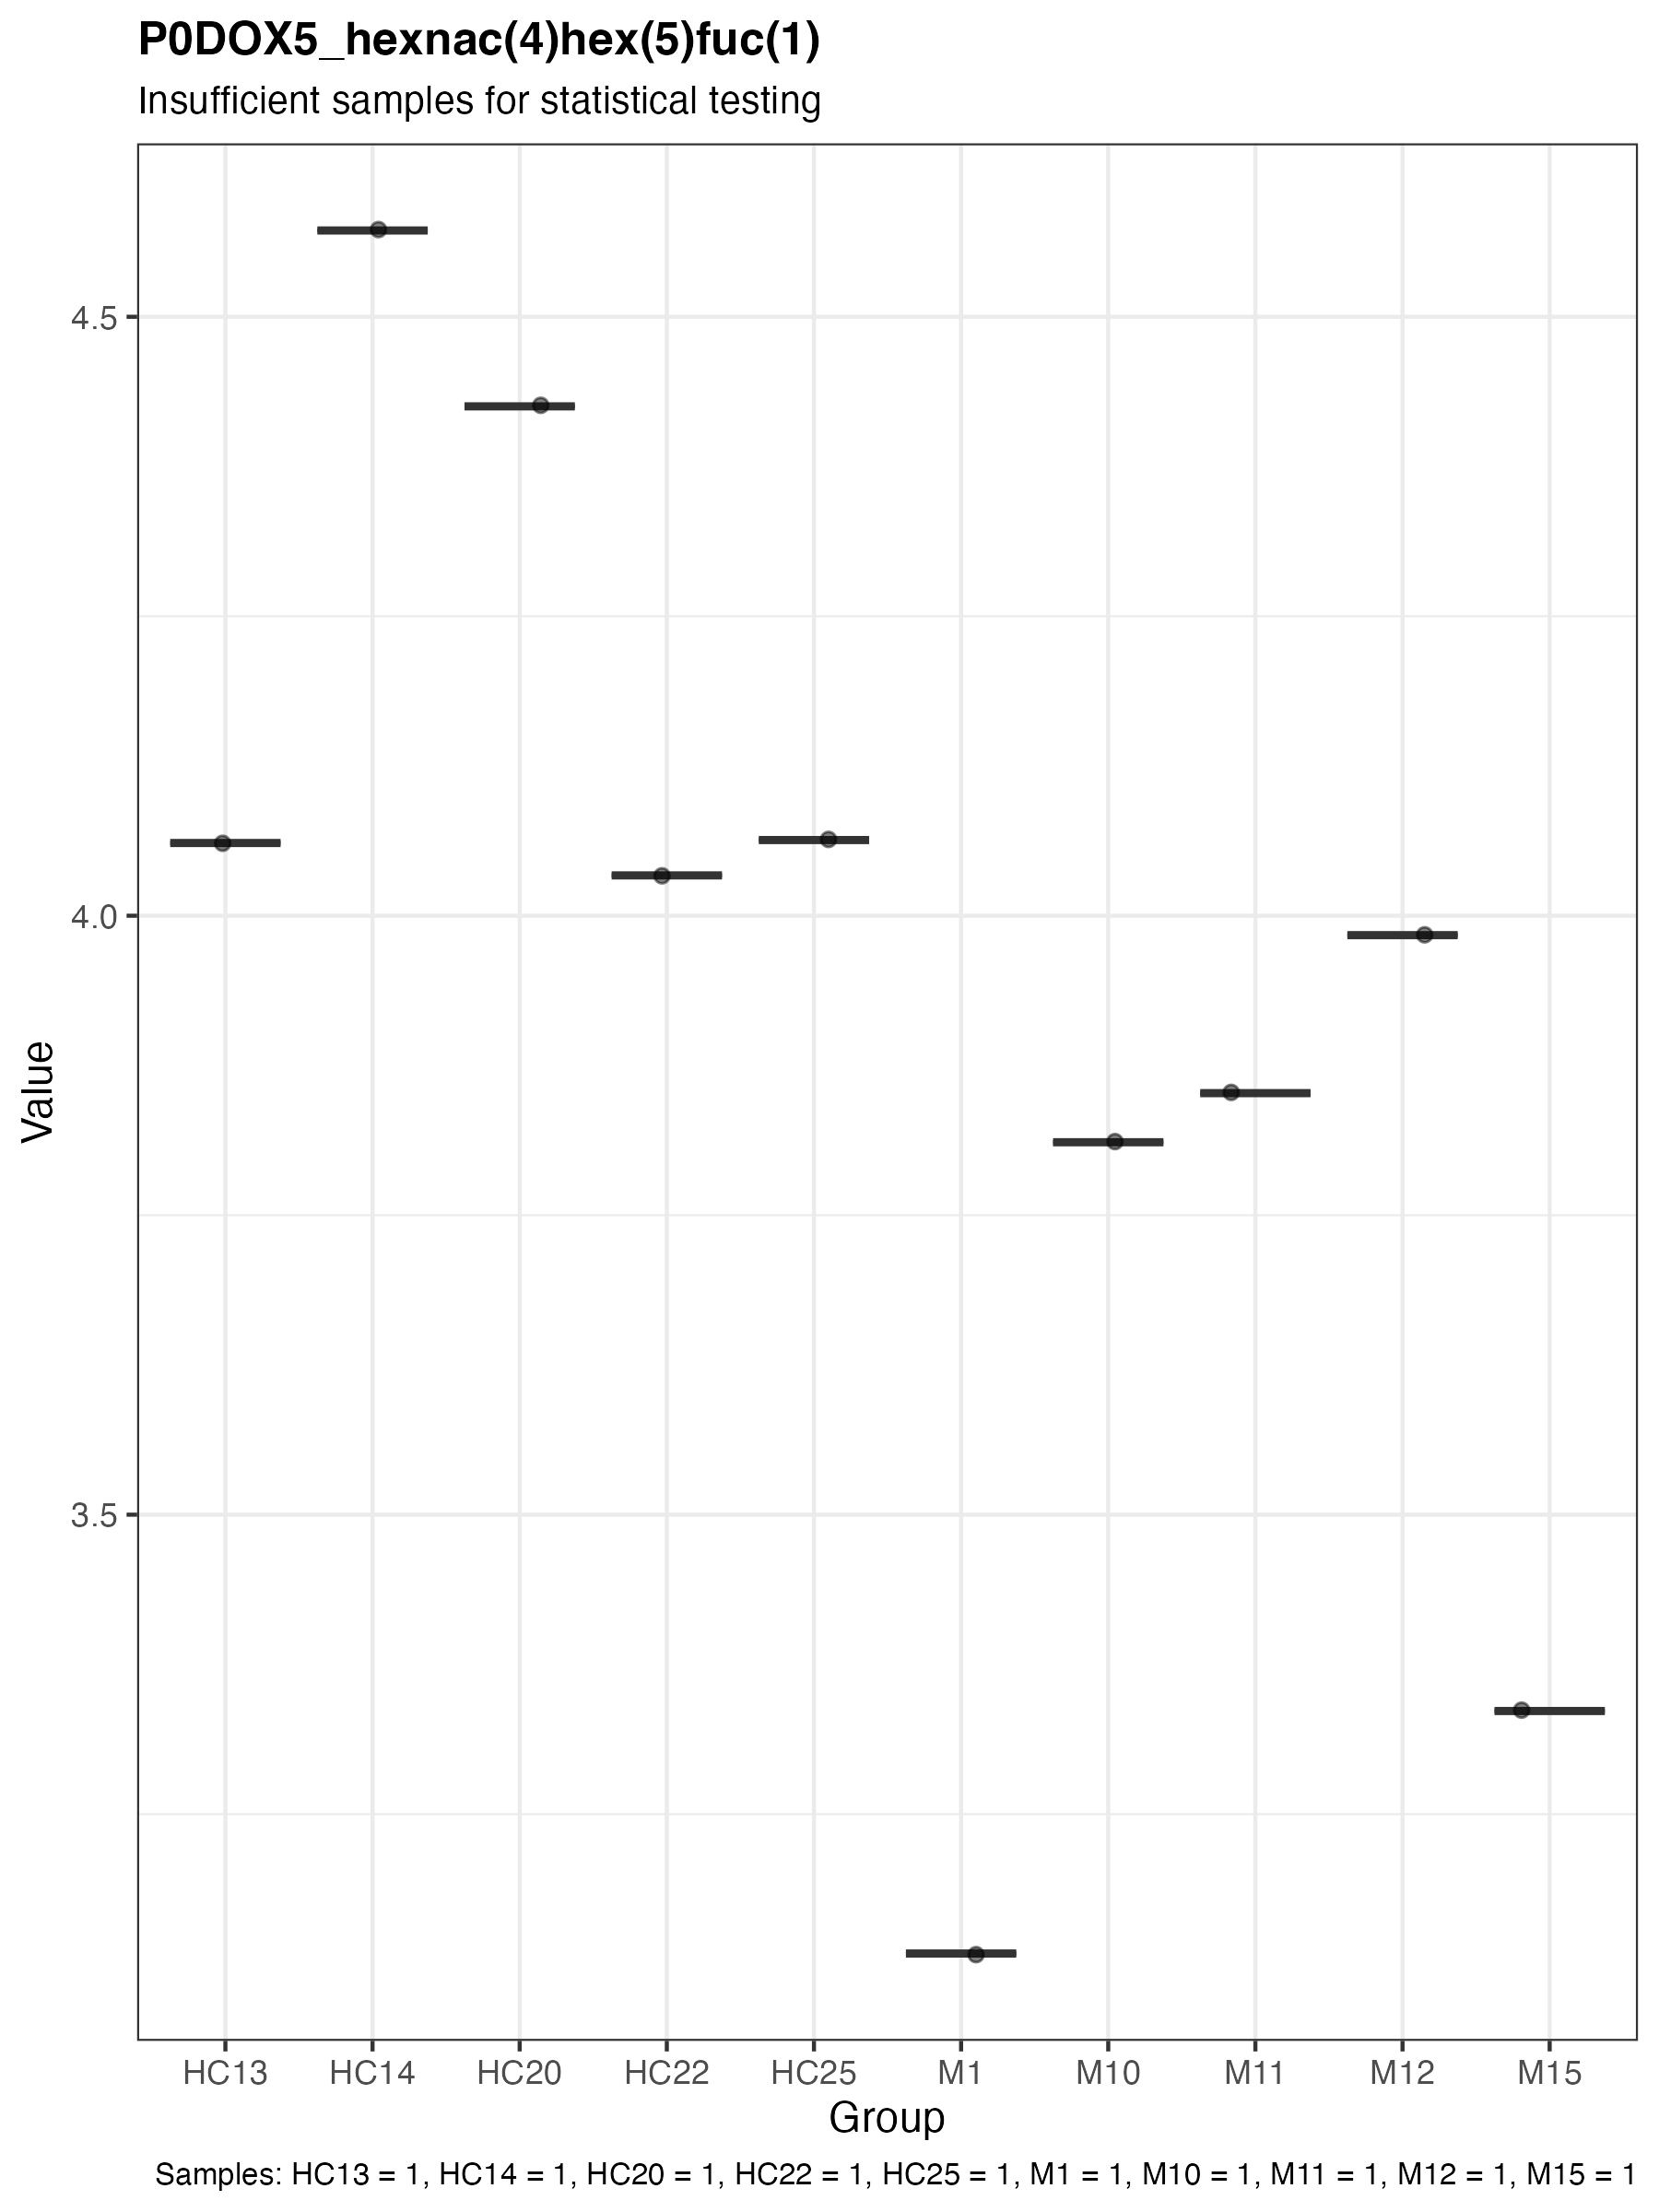 P0DOX5_hexnac(4)hex(5)fuc(1)
Insufficient samples for statistical testing
4.5
4.0
3.5
Value
HC13 HC14 HC20 HC22 HC25 M1 M10 M11 M12 M15
Group
Samples: HC13 = 1, HC14 = 1, HC20 = 1, HC22 = 1, HC25 = 1, M1 = 1, M10 = 1, M11 = 1, M12 = 1, M15 = 1